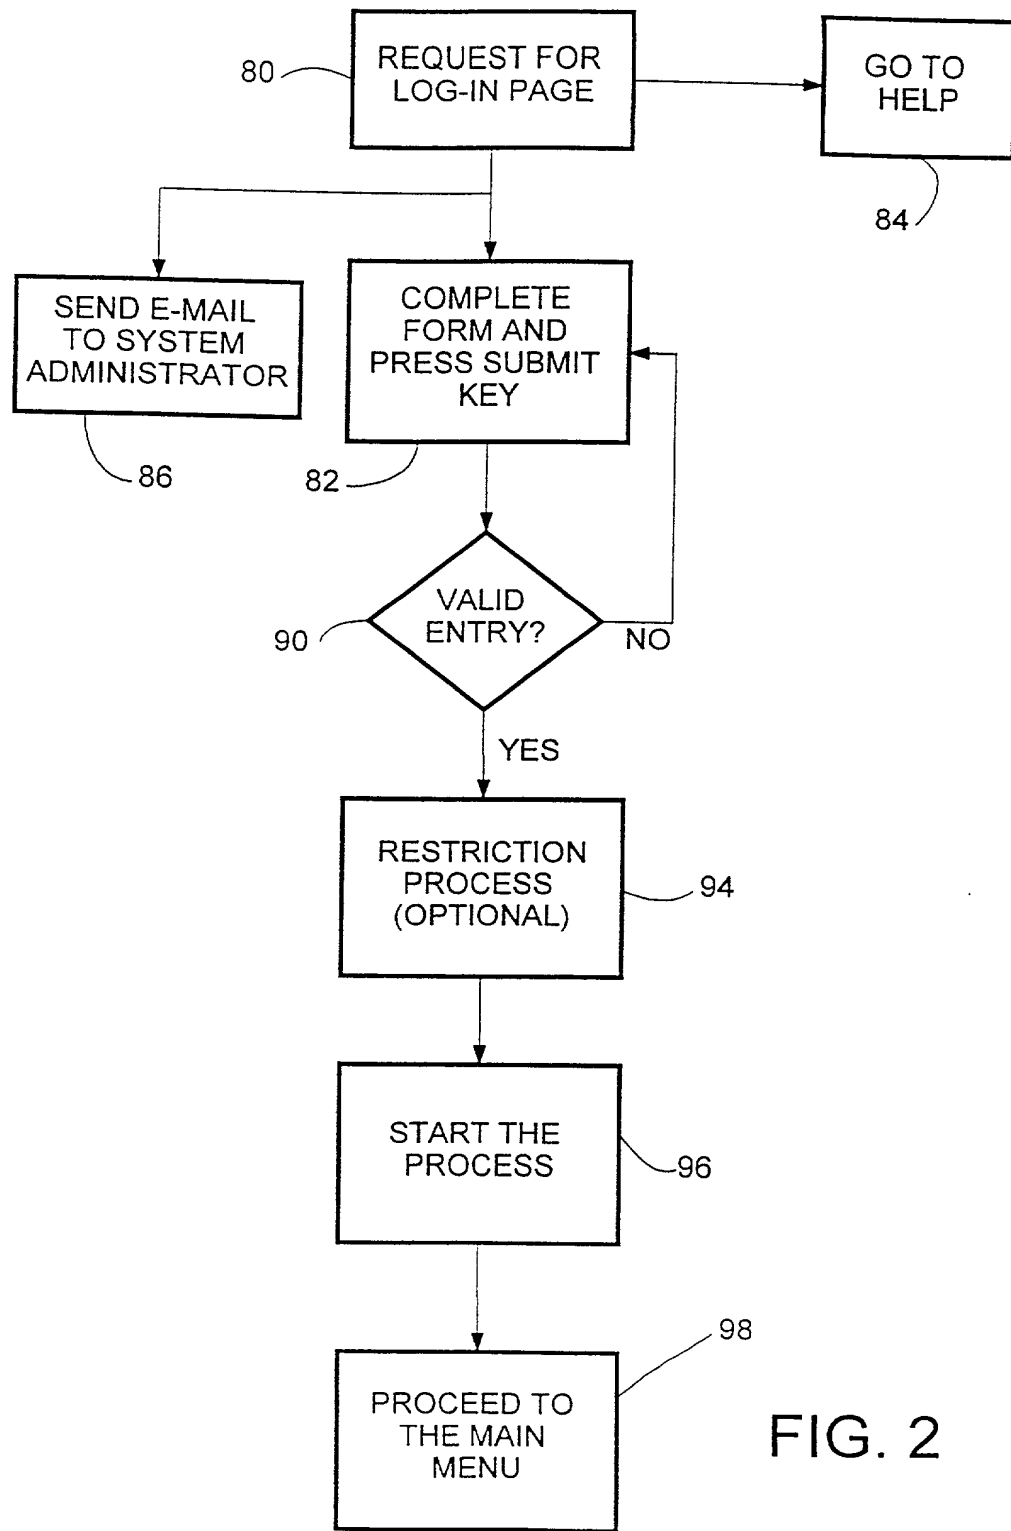 80
REQUEST FOR
LOG-IN PAGE
GO TO
HELP
84
SEND E-MAIL
TO SYSTEM
ADMINISTRATOR
86
COMPLETE
FORM AND
PRESS SUBMIT
KEY
82
VALID
ENTRY?
90
NO
YES
RESTRICTION
PROCESS
(OPTIONAL)
94
START THE
PROCESS
96
98
PROCEED TO
THE MAIN
MENU
FIG. 2